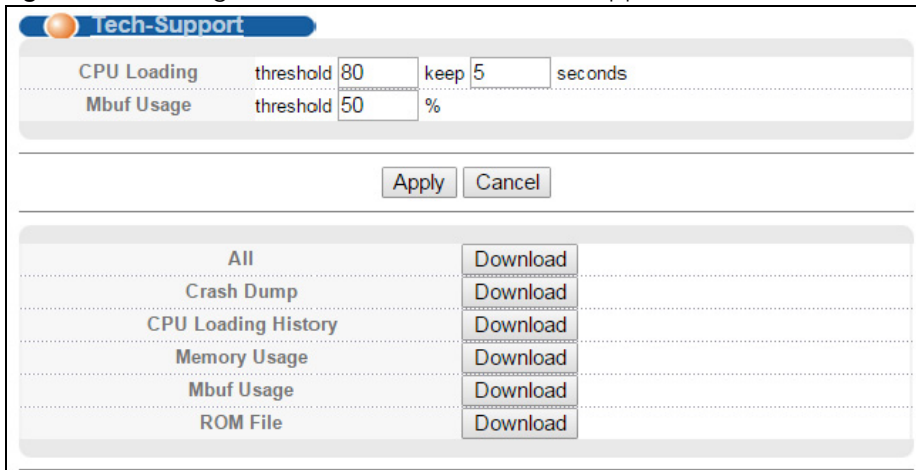 Tech-Support
CPU Loading threshold 80 keep 5 seconds
Mbuf Usage threshold 50 %
Apply Cancel
All Download
Crash Dump Download
CPU Loading History Download
Memory Usage Download
Mbuf Usage Download
ROM File Download